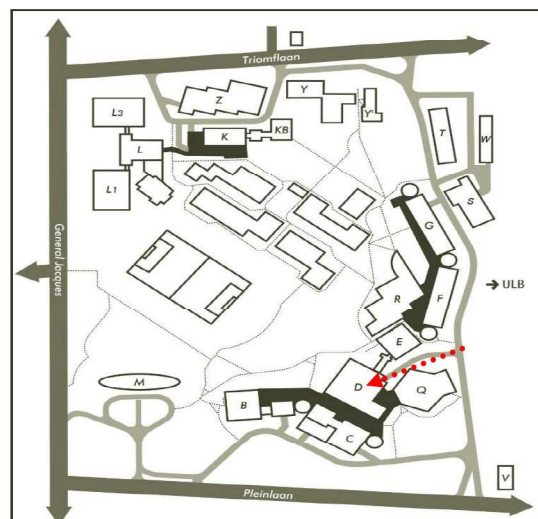 Triomflaan
Z
Y
Y'
L3
K
KB
T
W
L
L1
S
G
General Jacques
R
F
→ ULB
E
D
Q
M
B
C
V
Pleinlaan